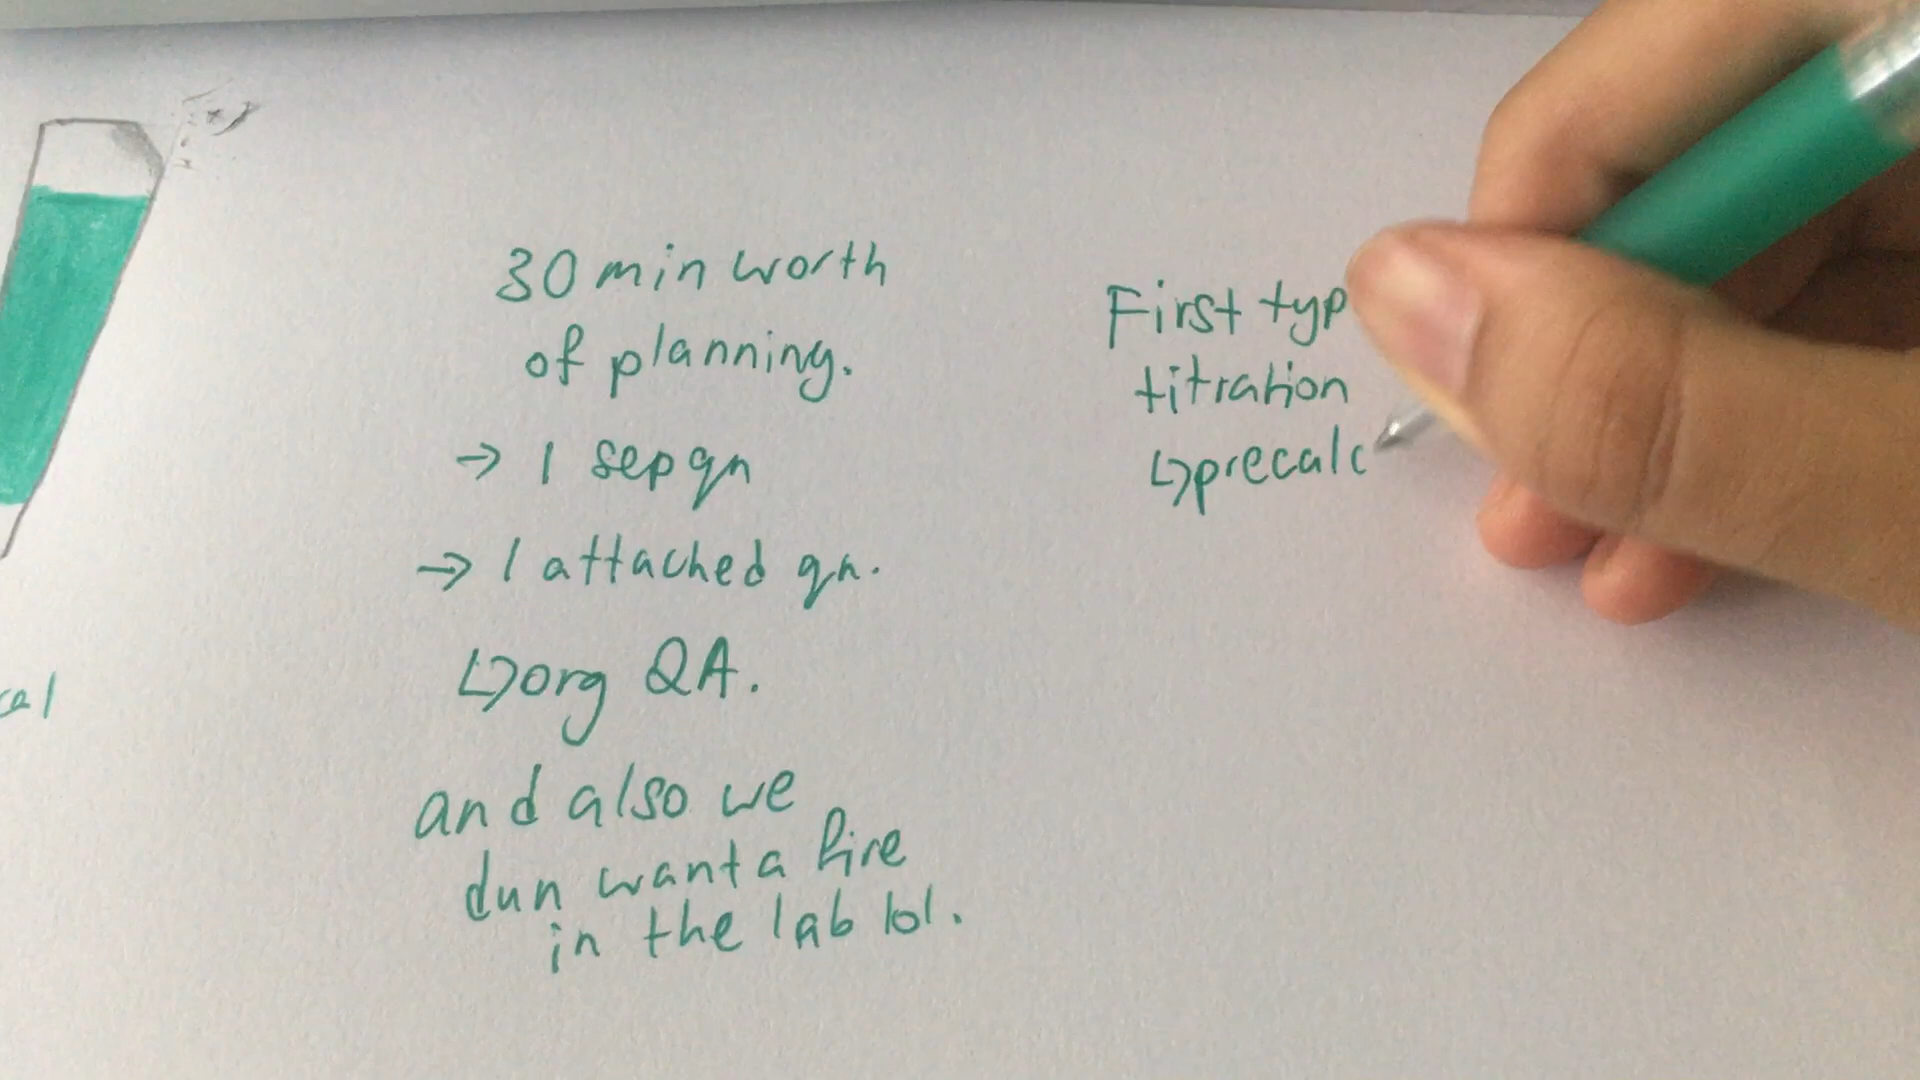 30 min worth
of planning.
→ 1 sep qn
→ 1 attached qn.
↳ org QA.
and also we
dun want a fire
in the lab lol.
First typ
titration
↳ precalc